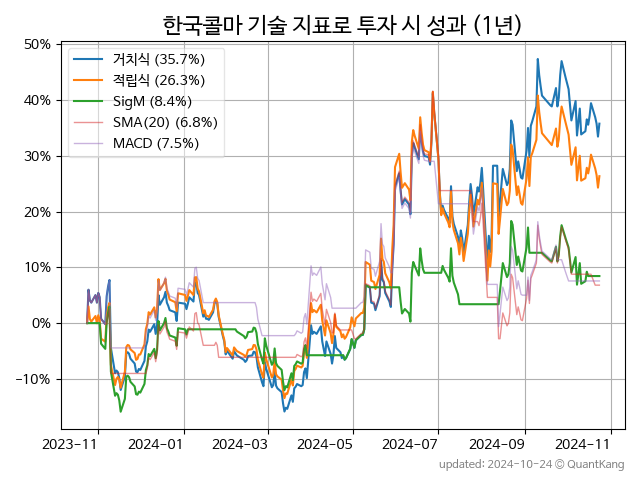 한국콜마 기술 지표로 투자 시 성과 (1년)
50%
40%
30%
20%
10%
0%
−10%
거치식 (35.7%)
적립식 (26.3%)
SigM (8.4%)
SMA(20) (6.8%)
MACD (7.5%)
2023−11 2024−01 2024−03 2024−05 2024−07 2024−09 2024−11
updated: 2024-10-24 ⓒ QuantKang